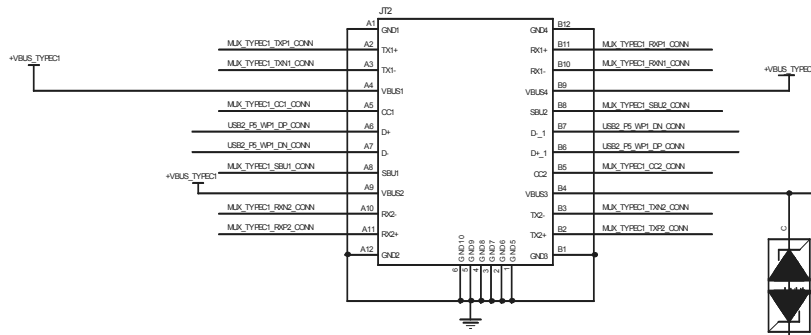 JT2
A1 GND1 GND4 B12
MUX_TYPEC1_TXP1_CONN A2 TX1+ RX1+ B11 MUX_TYPEC1_RXP1_CONN
MUX_TYPEC1_TXN1_CONN A3 TX1- RX1- B10 MUX_TYPEC1_RXN1_CONN
+VBUS_TYPEC1 A4 VBUS1 VBUS4 B9 +VBUS_TYPEC
MUX_TYPEC1_CC1_CONN A5 CC1 SBU2 B8 MUX_TYPEC1_SBU2_CONN
USB2_P5_WP1_DP_CONN A6 D+ D-_1 B7 USB2_P5_WP1_DN_CONN
USB2_P5_WP1_DN_CONN A7 D- D+_1 B6 USB2_P5_WP1_DP_CONN
MUX_TYPEC1_SBU1_CONN A8 SBU1 CC2 B5 MUX_TYPEC1_CC2_CONN
+VBUS_TYPEC1 A9 VBUS2 VBUS3 B4
MUX_TYPEC1_RXN2_CONN A10 RX2- TX2- B3 MUX_TYPEC1_TXN2_CONN
MUX_TYPEC1_RXP2_CONN A11 RX2+ TX2+ B2 MUX_TYPEC1_TXP2_CONN
A12 GND2 GND3 B1
GND10 GND9 GND8 GND7 GND6 GND5
6 5 4 3 2 1
C